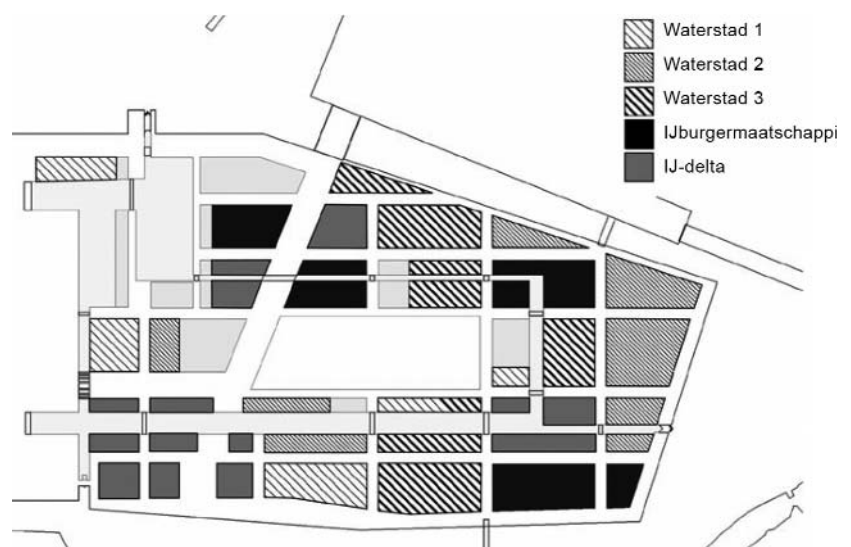 Waterstad 1
Waterstad 2
Waterstad 3
IJburgermaatschappi
IJ-delta